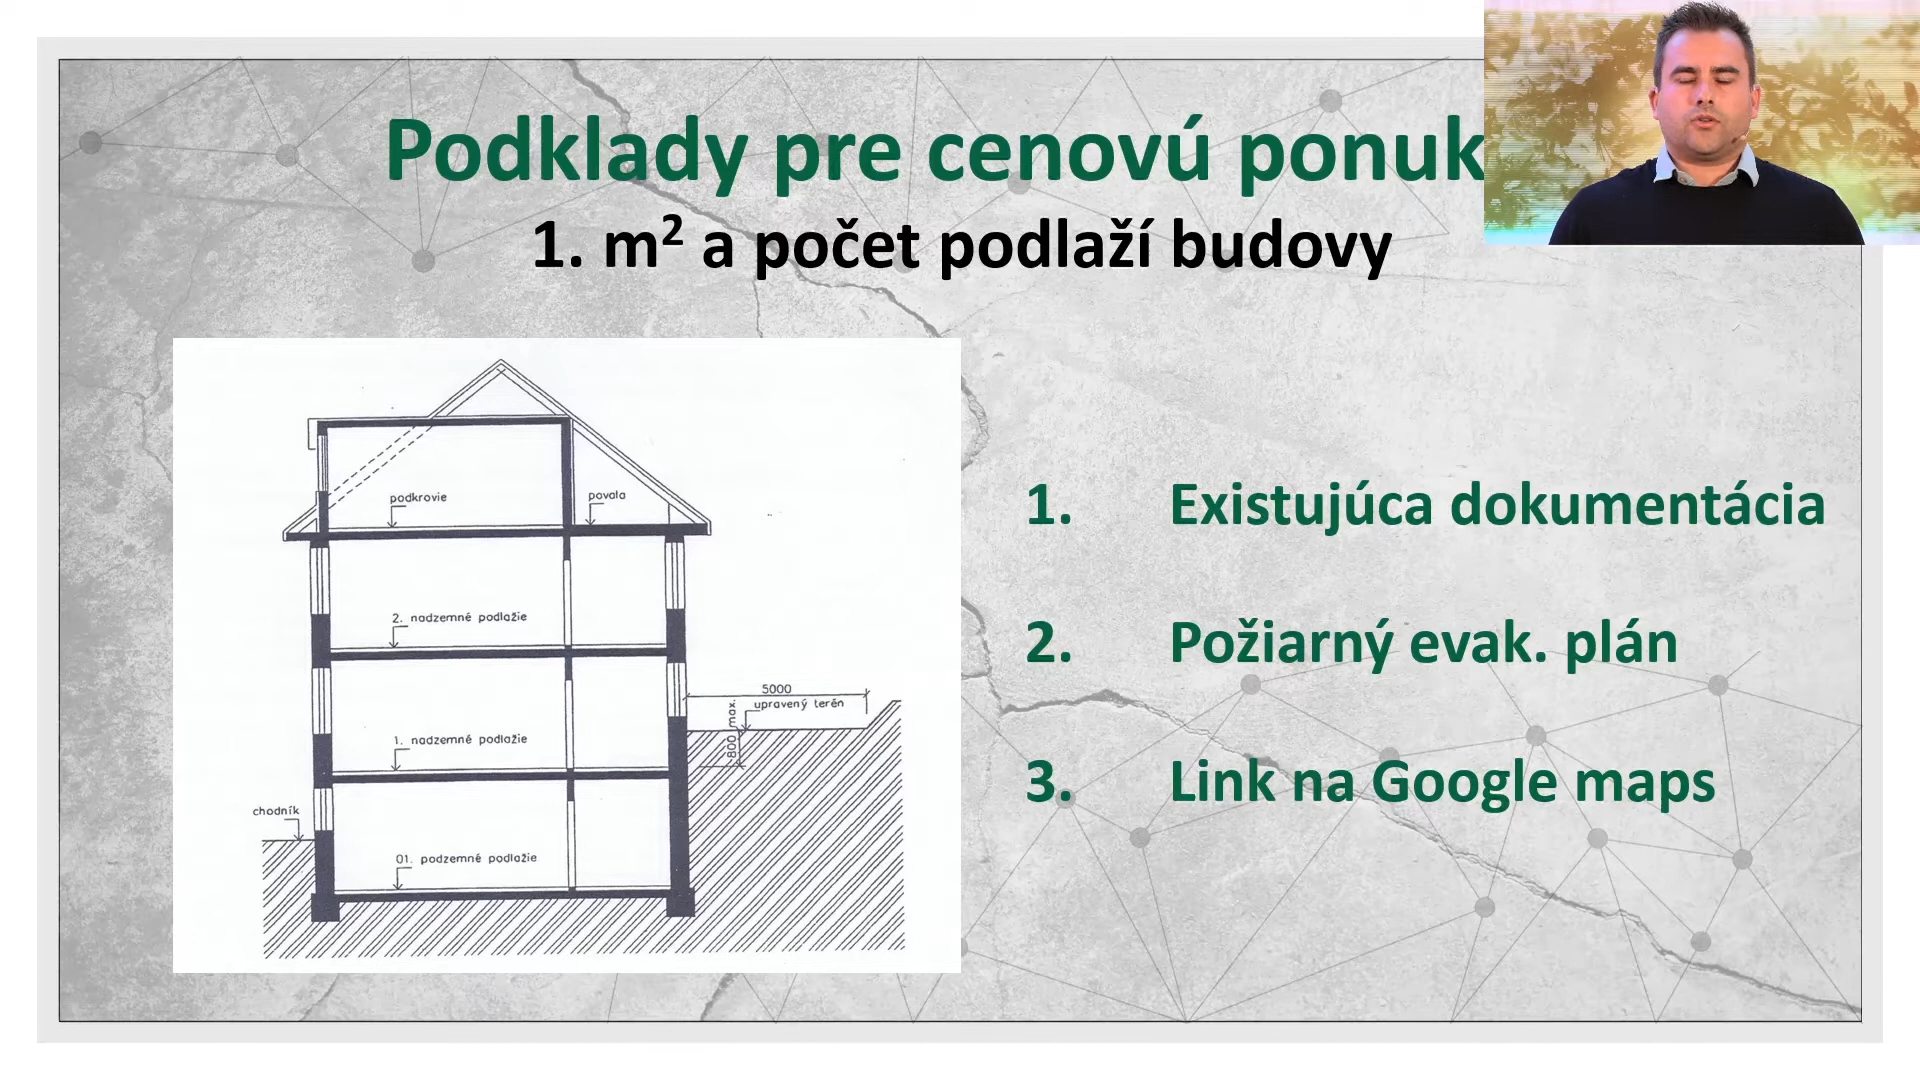 Podklady pre cenovú ponuk
1. m² a počet podlaží budovy
podkrovie
povala
2. nadzemné podlažie
5000
upravený terén
800 max.
1. nadzemné podlažie
chodník
01. podzemné podlažie
1. Existujúca dokumentácia
2. Požiarný evak. plán
3. Link na Google maps